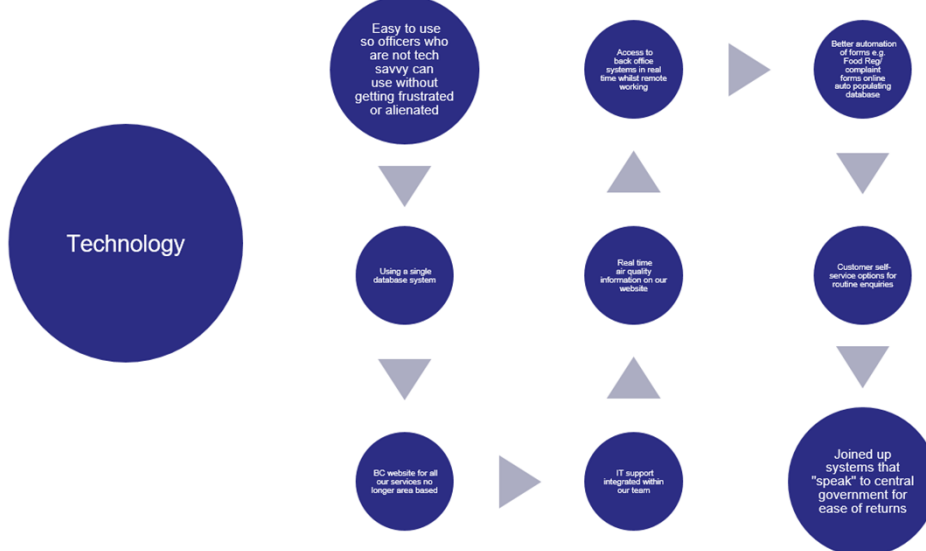 Technology
Easy to use
so officers who
are not tech
savvy can
use without
getting frustrated
or alienated
Using a single
database system
BC website for all
our services no
longer area based
IT support
integrated within
our team
Real time
air quality
information on our
website
Access to
back office
systems in real
time whilst remote
working
Better automation
of forms e.g.
Food Reg/
complaint
forms online
auto populating
database
Customer self-
service options for
routine enquiries
Joined up
systems that
"speak" to central
government for
ease of returns